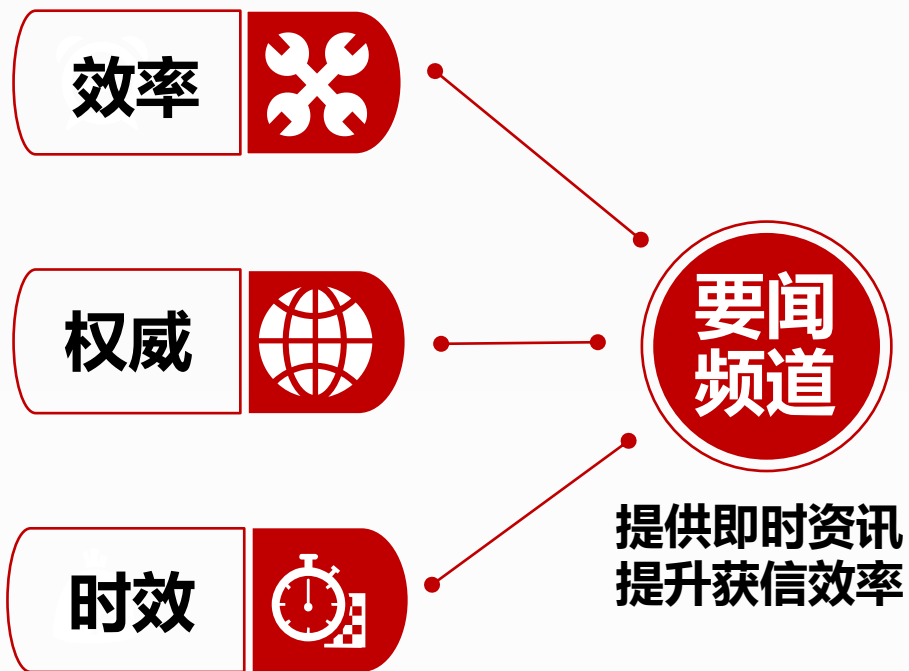 效率
权威
时效
要闻
频道
提供即时资讯
提升获信效率